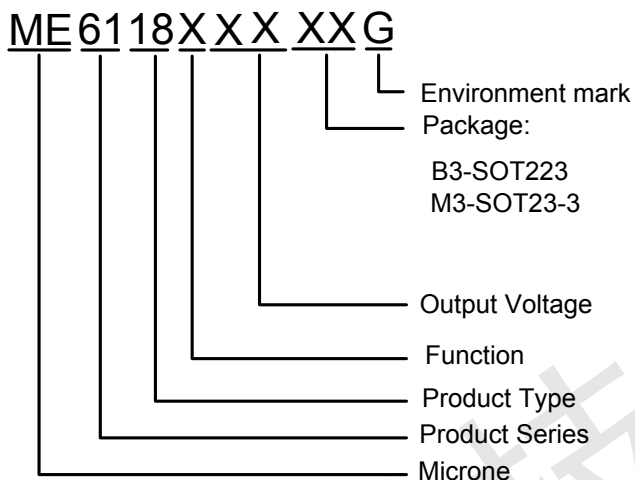 ME6118XXX XXG
Environment mark
Package:
B3-SOT223
M3-SOT23-3
Output Voltage
Function
Product Type
Product Series
Microne